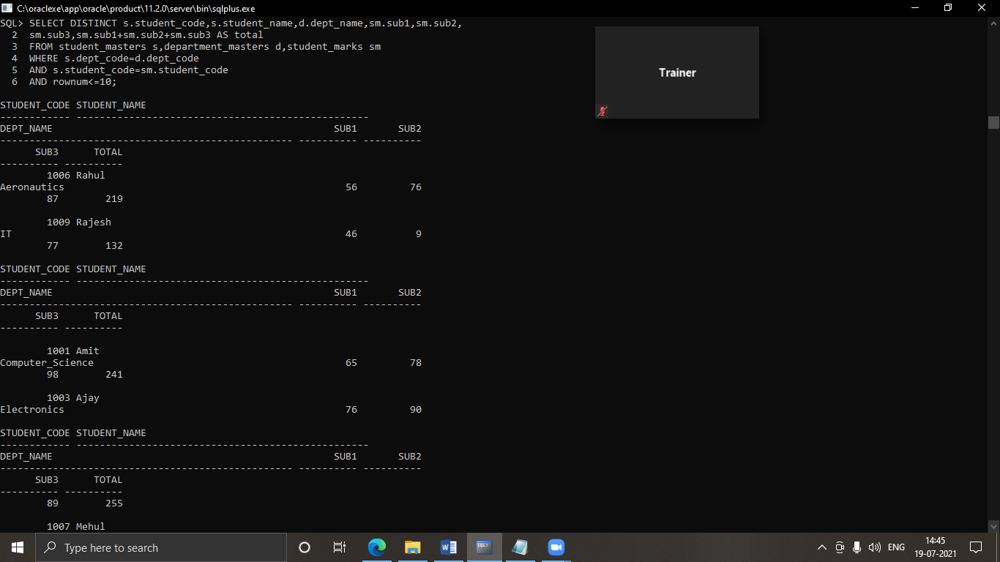 C:\oraclexe\app\oracle\product\11.2.0\server\bin\sqlplus.exe
SQL> SELECT DISTINCT s.student_code,s.student_name,d.dept_name,sm.sub1,sm.sub2,
  2  sm.sub3,sm.sub1+sm.sub2+sm.sub3 AS total
  3  FROM student_masters s,department_masters d,student_marks sm
  4  WHERE s.dept_code=d.dept_code
  5  AND s.student_code=sm.student_code
  6  AND rownum<=10;
STUDENT_CODE STUDENT_NAME
------------ --------------------------------------------------
DEPT_NAME                                                SUB1       SUB2
-------------------------------------------------- ---------- ----------
      SUB3      TOTAL
---------- ----------
        1006 Rahul
Aeronautics                                                56         76
        87        219
        1009 Rajesh
IT                                                         46          9
        77        132
STUDENT_CODE STUDENT_NAME
------------ --------------------------------------------------
DEPT_NAME                                                SUB1       SUB2
-------------------------------------------------- ---------- ----------
      SUB3      TOTAL
---------- ----------
        1001 Amit
Computer_Science                                           65         78
        98        241
        1003 Ajay
Electronics                                                76         90
STUDENT_CODE STUDENT_NAME
------------ --------------------------------------------------
DEPT_NAME                                                SUB1       SUB2
-------------------------------------------------- ---------- ----------
      SUB3      TOTAL
---------- ----------
        89        255
        1007 Mehul
Trainer
Type here to search
SQL>
ENG
14:45
19-07-2021